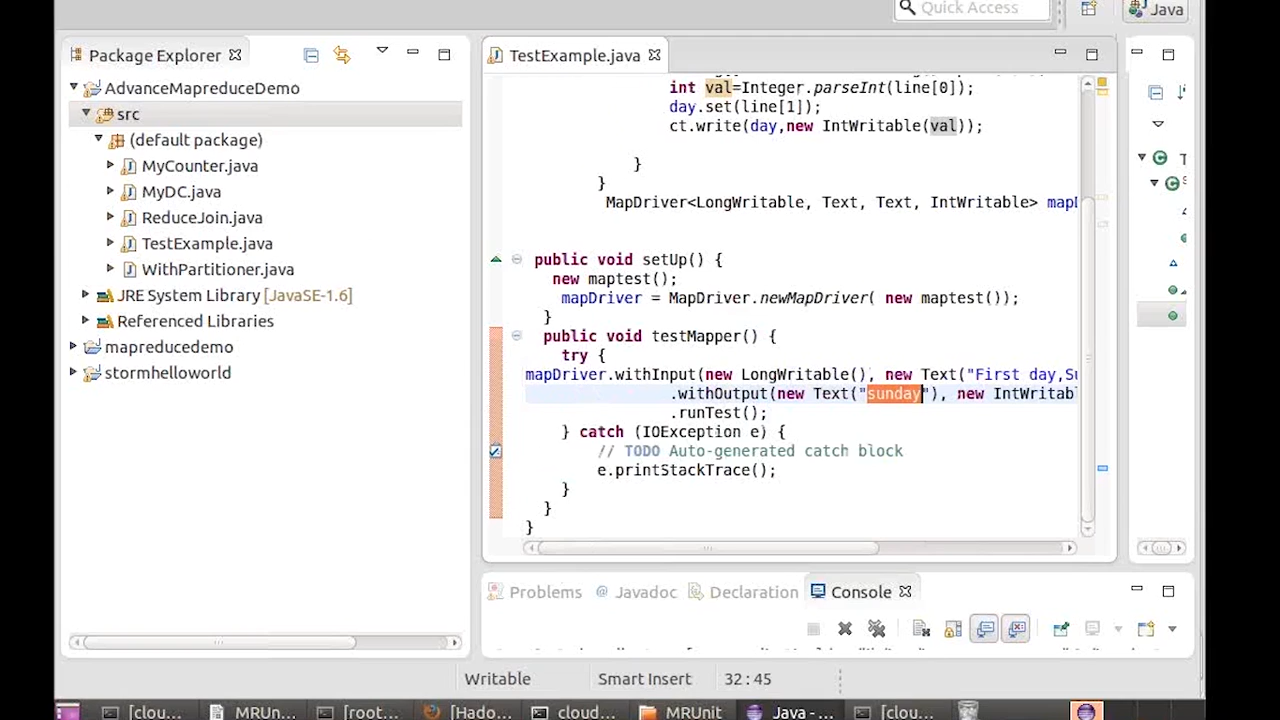 Quick Access
Java
Package Explorer
AdvanceMapreduceDemo
src
(default package)
MyCounter.java
MyDC.java
ReduceJoin.java
TestExample.java
WithPartitioner.java
JRE System Library [JavaSE-1.6]
Referenced Libraries
mapreducedemo
stormhelloworld
TestExample.java
int val=Integer.parseInt(line[0]);
day.set(line[1]);
ct.write(day,new IntWritable(val));
}
}
MapDriver<LongWritable, Text, Text, IntWritable> mapD
public void setUp() {
new maptest();
mapDriver = MapDriver.newMapDriver( new maptest());
}
public void testMapper() {
try {
mapDriver.withInput(new LongWritable(), new Text("First day,Su
.withOutput(new Text("sunday"), new IntWritabl
.runTest();
} catch (IOException e) {
// TODO Auto-generated catch block
e.printStackTrace();
}
}
}
Problems @ Javadoc Declaration Console
Writable Smart Insert 32:45
[clou... MRUn... [root... [Hado... cloud... MRUnit Java - ... [clou...